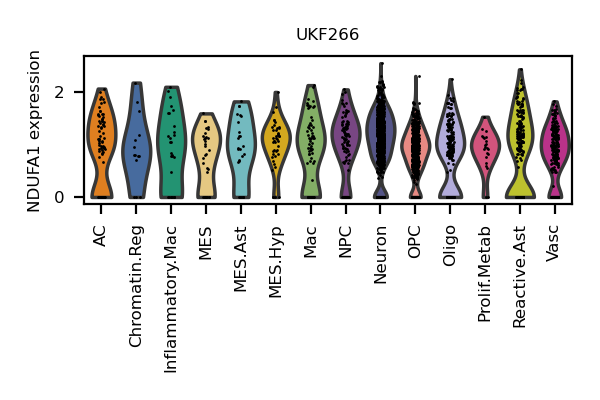 UKF266
NDUFA1 expression
2
0
AC
Chromatin.Reg
Inflammatory.Mac
MES
MES.Ast
MES.Hyp
Mac
NPC
Neuron
OPC
Oligo
Prolif.Metab
Reactive.Ast
Vasc